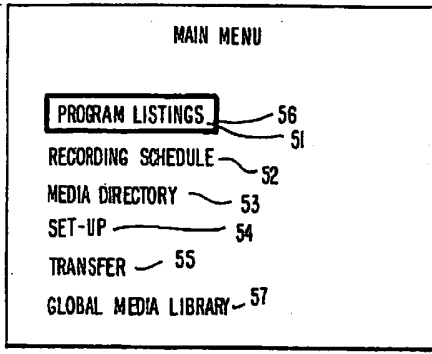 MAIN MENU
PROGRAM LISTINGS 56
51
RECORDING SCHEDULE 52
MEDIA DIRECTORY 53
SET-UP 54
TRANSFER 55
GLOBAL MEDIA LIBRARY 57